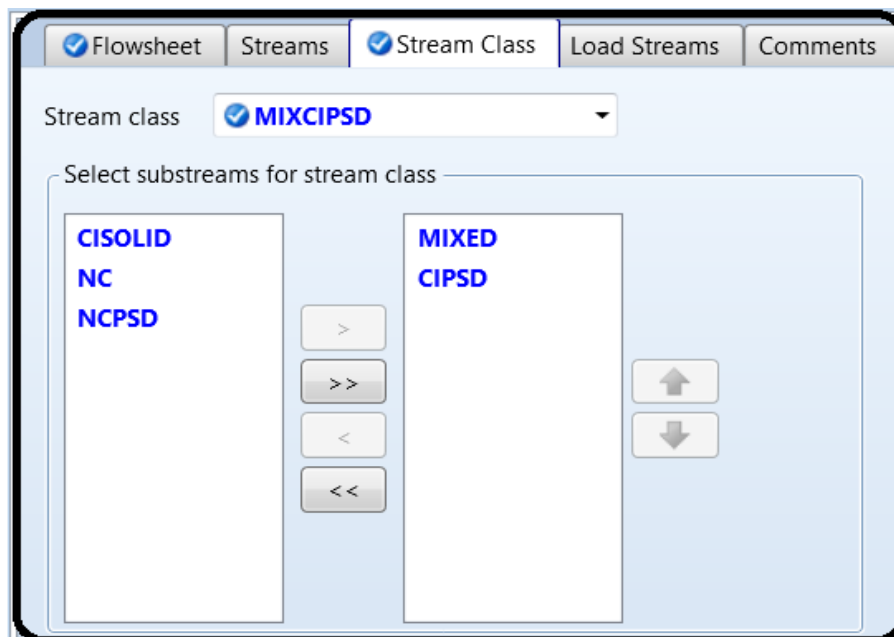 Flowsheet Streams Stream Class Load Streams Comments
Stream class MIXCIPSD
Select substreams for stream class
CISOLID MIXED
NC CIPSD
NCPSD
>
>>
<
<<